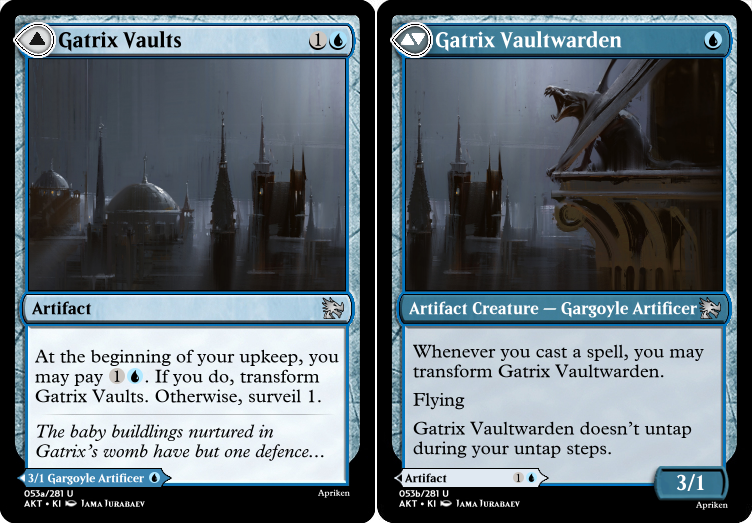 Gatrix Vaults 1
Artifact
At the beginning of your upkeep, you
may pay 1. If you do, transform
Gatrix Vaults. Otherwise, surveil 1.
The baby buildlings nurtured in
Gatrix's womb have but one defence…
3/1 Gargoyle Artificer
053a/281 U
AKT • KI Jama Jurabaev
Apriken
Gatrix Vaultwarden
Artifact Creature — Gargoyle Artificer
Whenever you cast a spell, you may
transform Gatrix Vaultwarden.
Flying
Gatrix Vaultwarden doesn't untap
during your untap steps.
Artifact 1
3/1
053b/281 U
AKT • KI Jama Jurabaev
Apriken